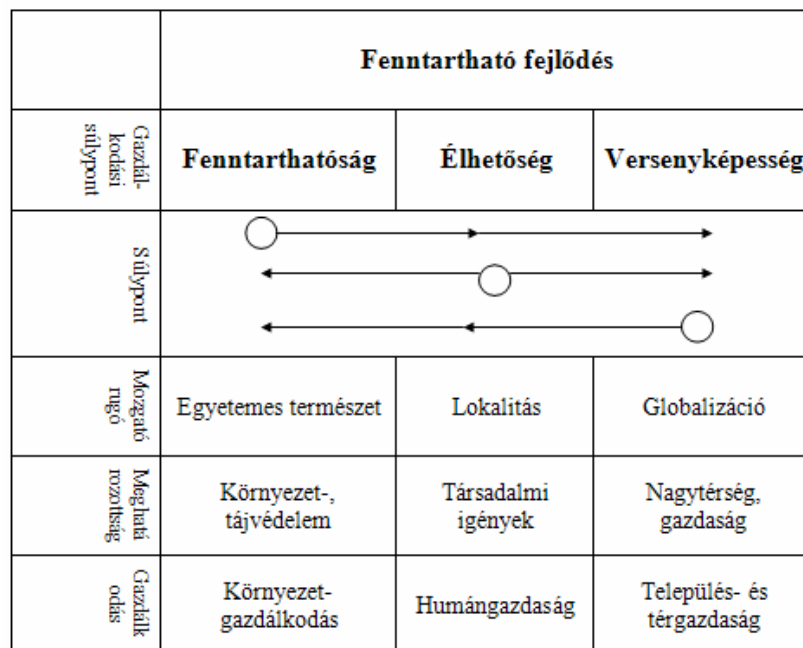 Fenntartható fejlődés
Gazdál-
kodási
súlypont
Fenntarthatóság
Élhetőség
Versenyképesség
Súlypont
Mozgató
rugó
Egyetemes természet
Lokalitás
Globalizáció
Meghatá
rozottság
Környezet-,
tájvédelem
Társadalmi
igények
Nagytérség,
gazdaság
Gazdálk
odás
Környezet-
gazdálkodás
Humángazdaság
Település- és
térgazdaság